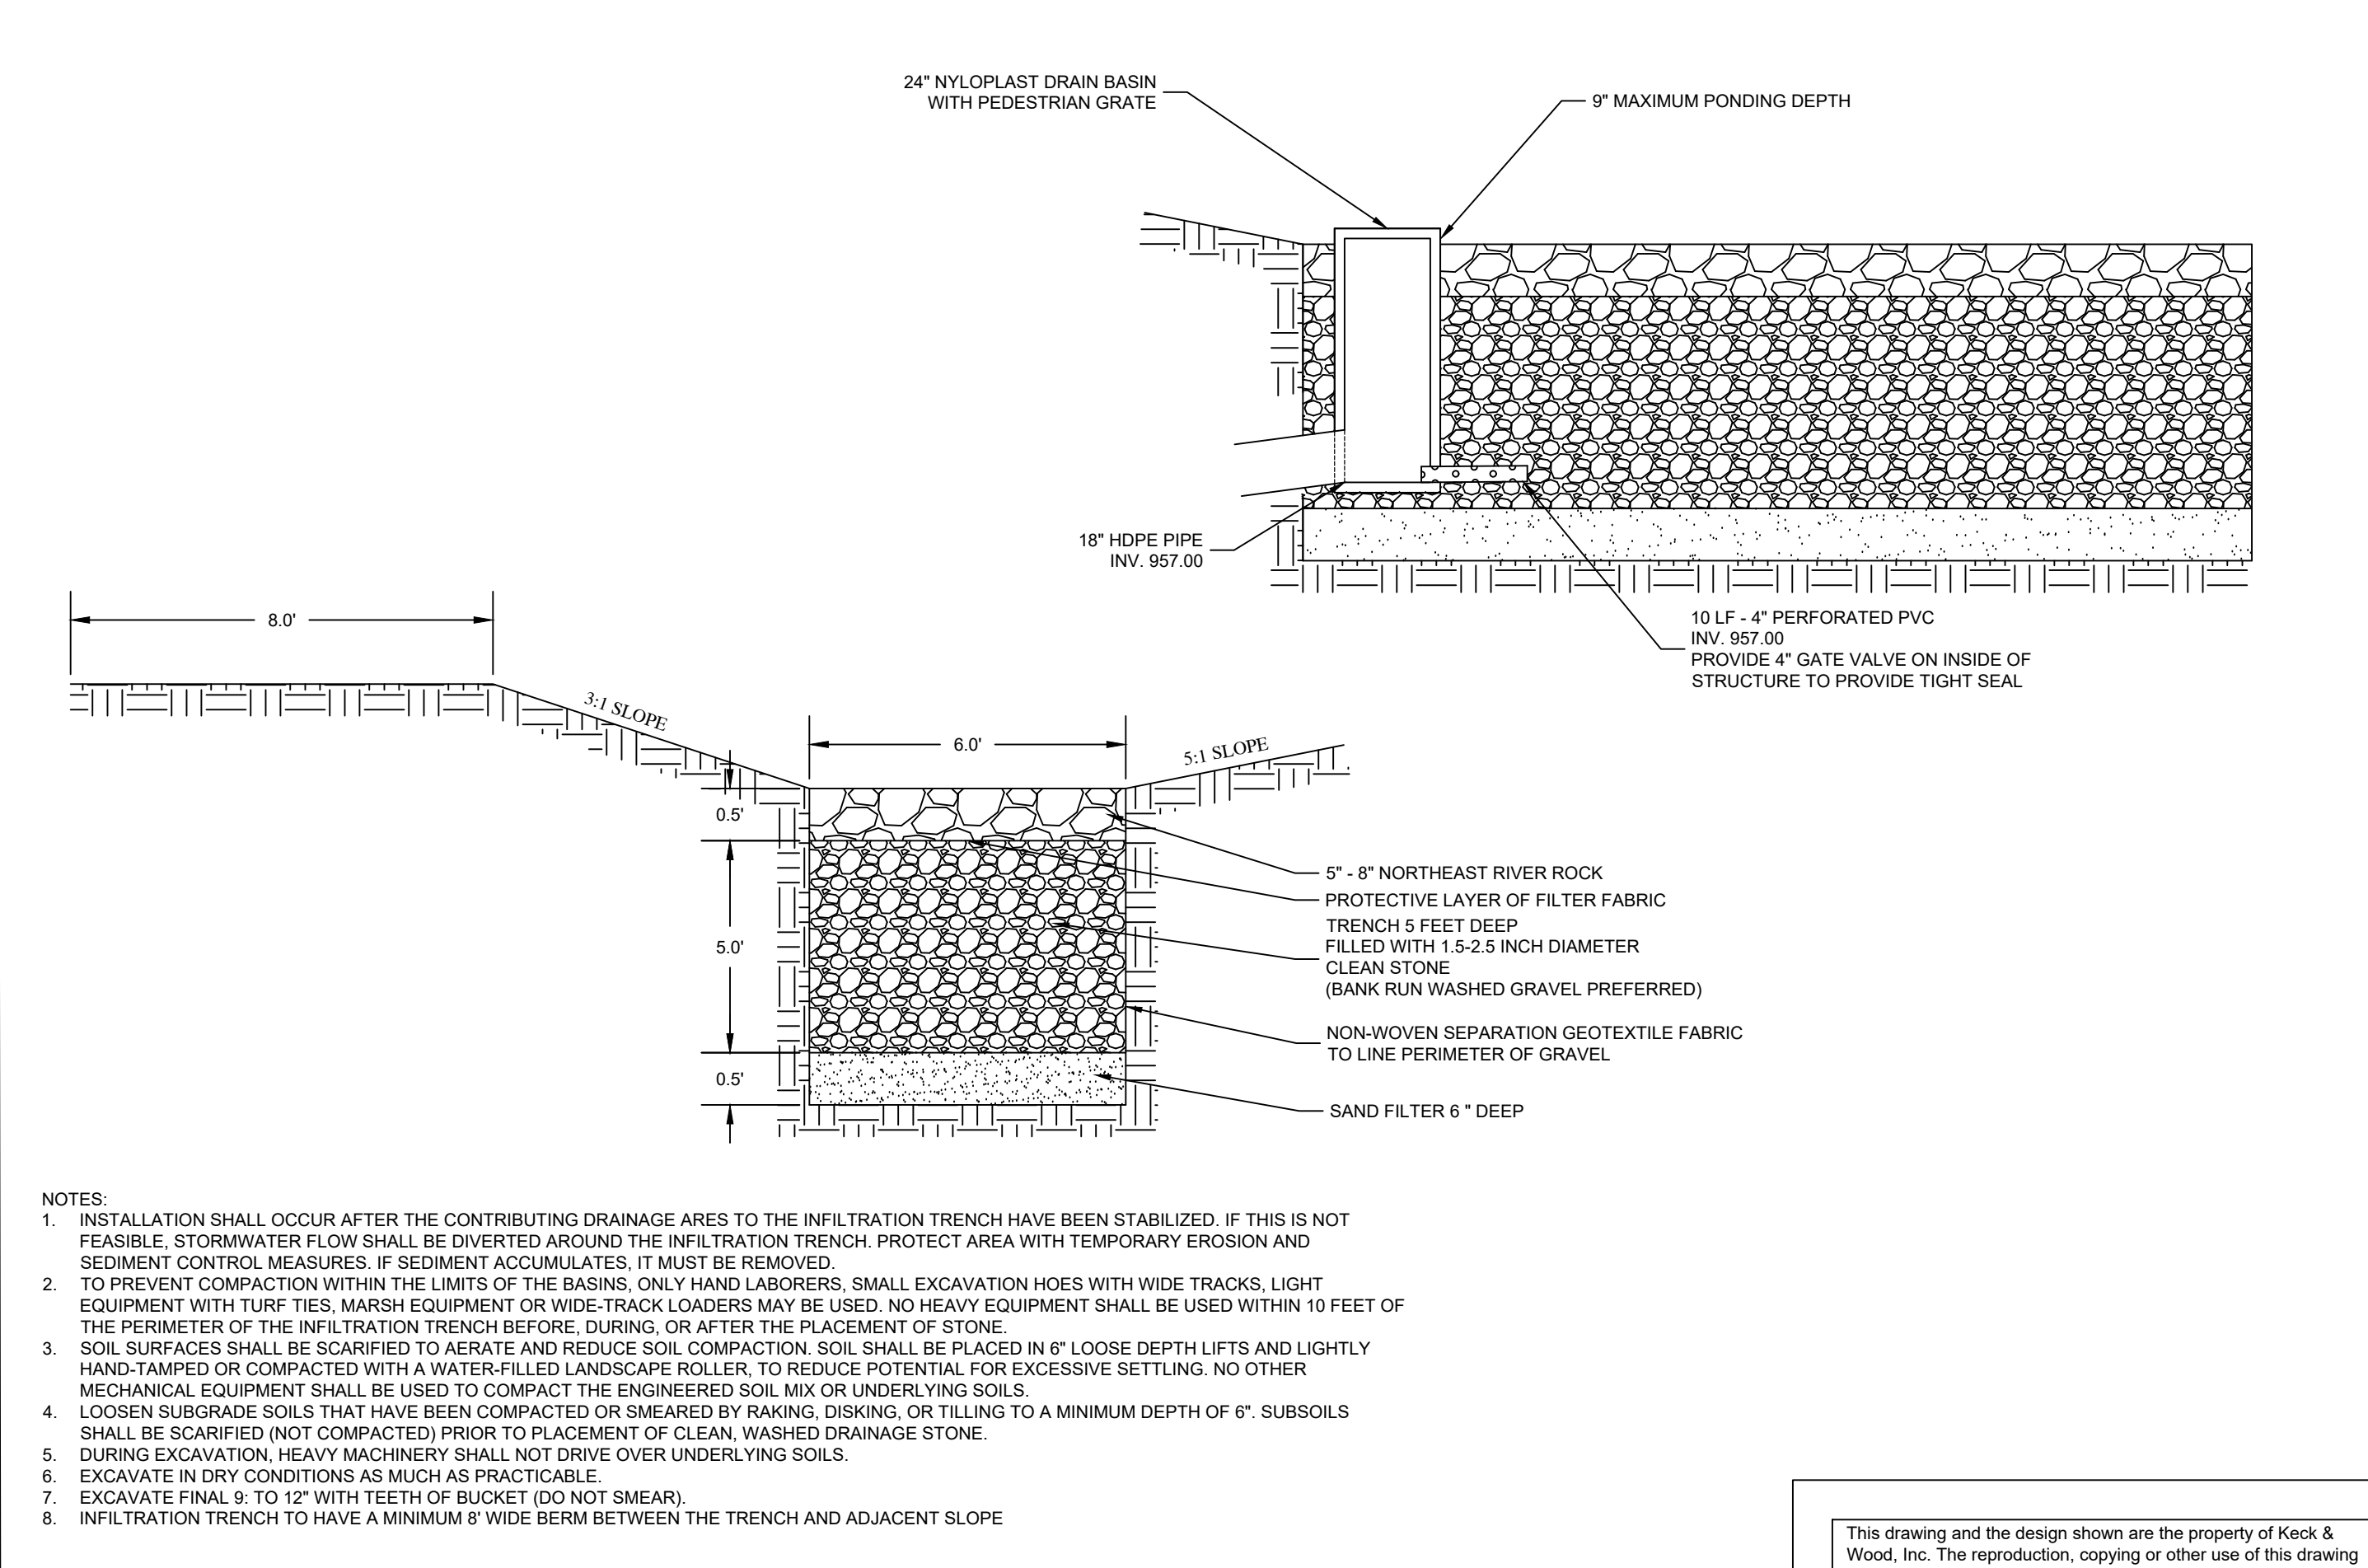 24" NYLOPLAST DRAIN BASIN
WITH PEDESTRIAN GRATE
9" MAXIMUM PONDING DEPTH
18" HDPE PIPE
INV. 957.00
10 LF - 4" PERFORATED PVC
INV. 957.00
PROVIDE 4" GATE VALVE ON INSIDE OF
STRUCTURE TO PROVIDE TIGHT SEAL
8.0'
3:1 SLOPE
6.0'
5:1 SLOPE
0.5'
5.0'
0.5'
5" - 8" NORTHEAST RIVER ROCK
PROTECTIVE LAYER OF FILTER FABRIC
TRENCH 5 FEET DEEP
FILLED WITH 1.5-2.5 INCH DIAMETER
CLEAN STONE
(BANK RUN WASHED GRAVEL PREFERRED)
NON-WOVEN SEPARATION GEOTEXTILE FABRIC
TO LINE PERIMETER OF GRAVEL
SAND FILTER 6 " DEEP
NOTES:
1. INSTALLATION SHALL OCCUR AFTER THE CONTRIBUTING DRAINAGE ARES TO THE INFILTRATION TRENCH HAVE BEEN STABILIZED. IF THIS IS NOT
FEASIBLE, STORMWATER FLOW SHALL BE DIVERTED AROUND THE INFILTRATION TRENCH. PROTECT AREA WITH TEMPORARY EROSION AND
SEDIMENT CONTROL MEASURES. IF SEDIMENT ACCUMULATES, IT MUST BE REMOVED.
2. TO PREVENT COMPACTION WITHIN THE LIMITS OF THE BASINS, ONLY HAND LABORERS, SMALL EXCAVATION HOES WITH WIDE TRACKS, LIGHT
EQUIPMENT WITH TURF TIES, MARSH EQUIPMENT OR WIDE-TRACK LOADERS MAY BE USED. NO HEAVY EQUIPMENT SHALL BE USED WITHIN 10 FEET OF
THE PERIMETER OF THE INFILTRATION TRENCH BEFORE, DURING, OR AFTER THE PLACEMENT OF STONE.
3. SOIL SURFACES SHALL BE SCARIFIED TO AERATE AND REDUCE SOIL COMPACTION. SOIL SHALL BE PLACED IN 6" LOOSE DEPTH LIFTS AND LIGHTLY
HAND-TAMPED OR COMPACTED WITH A WATER-FILLED LANDSCAPE ROLLER, TO REDUCE POTENTIAL FOR EXCESSIVE SETTLING. NO OTHER
MECHANICAL EQUIPMENT SHALL BE USED TO COMPACT THE ENGINEERED SOIL MIX OR UNDERLYING SOILS.
4. LOOSEN SUBGRADE SOILS THAT HAVE BEEN COMPACTED OR SMEARED BY RAKING, DISKING, OR TILLING TO A MINIMUM DEPTH OF 6". SUBSOILS
SHALL BE SCARIFIED (NOT COMPACTED) PRIOR TO PLACEMENT OF CLEAN, WASHED DRAINAGE STONE.
5. DURING EXCAVATION, HEAVY MACHINERY SHALL NOT DRIVE OVER UNDERLYING SOILS.
6. EXCAVATE IN DRY CONDITIONS AS MUCH AS PRACTICABLE.
7. EXCAVATE FINAL 9: TO 12" WITH TEETH OF BUCKET (DO NOT SMEAR).
8. INFILTRATION TRENCH TO HAVE A MINIMUM 8' WIDE BERM BETWEEN THE TRENCH AND ADJACENT SLOPE
This drawing and the design shown are the property of Keck &
Wood, Inc. The reproduction, copying or other use of this drawing